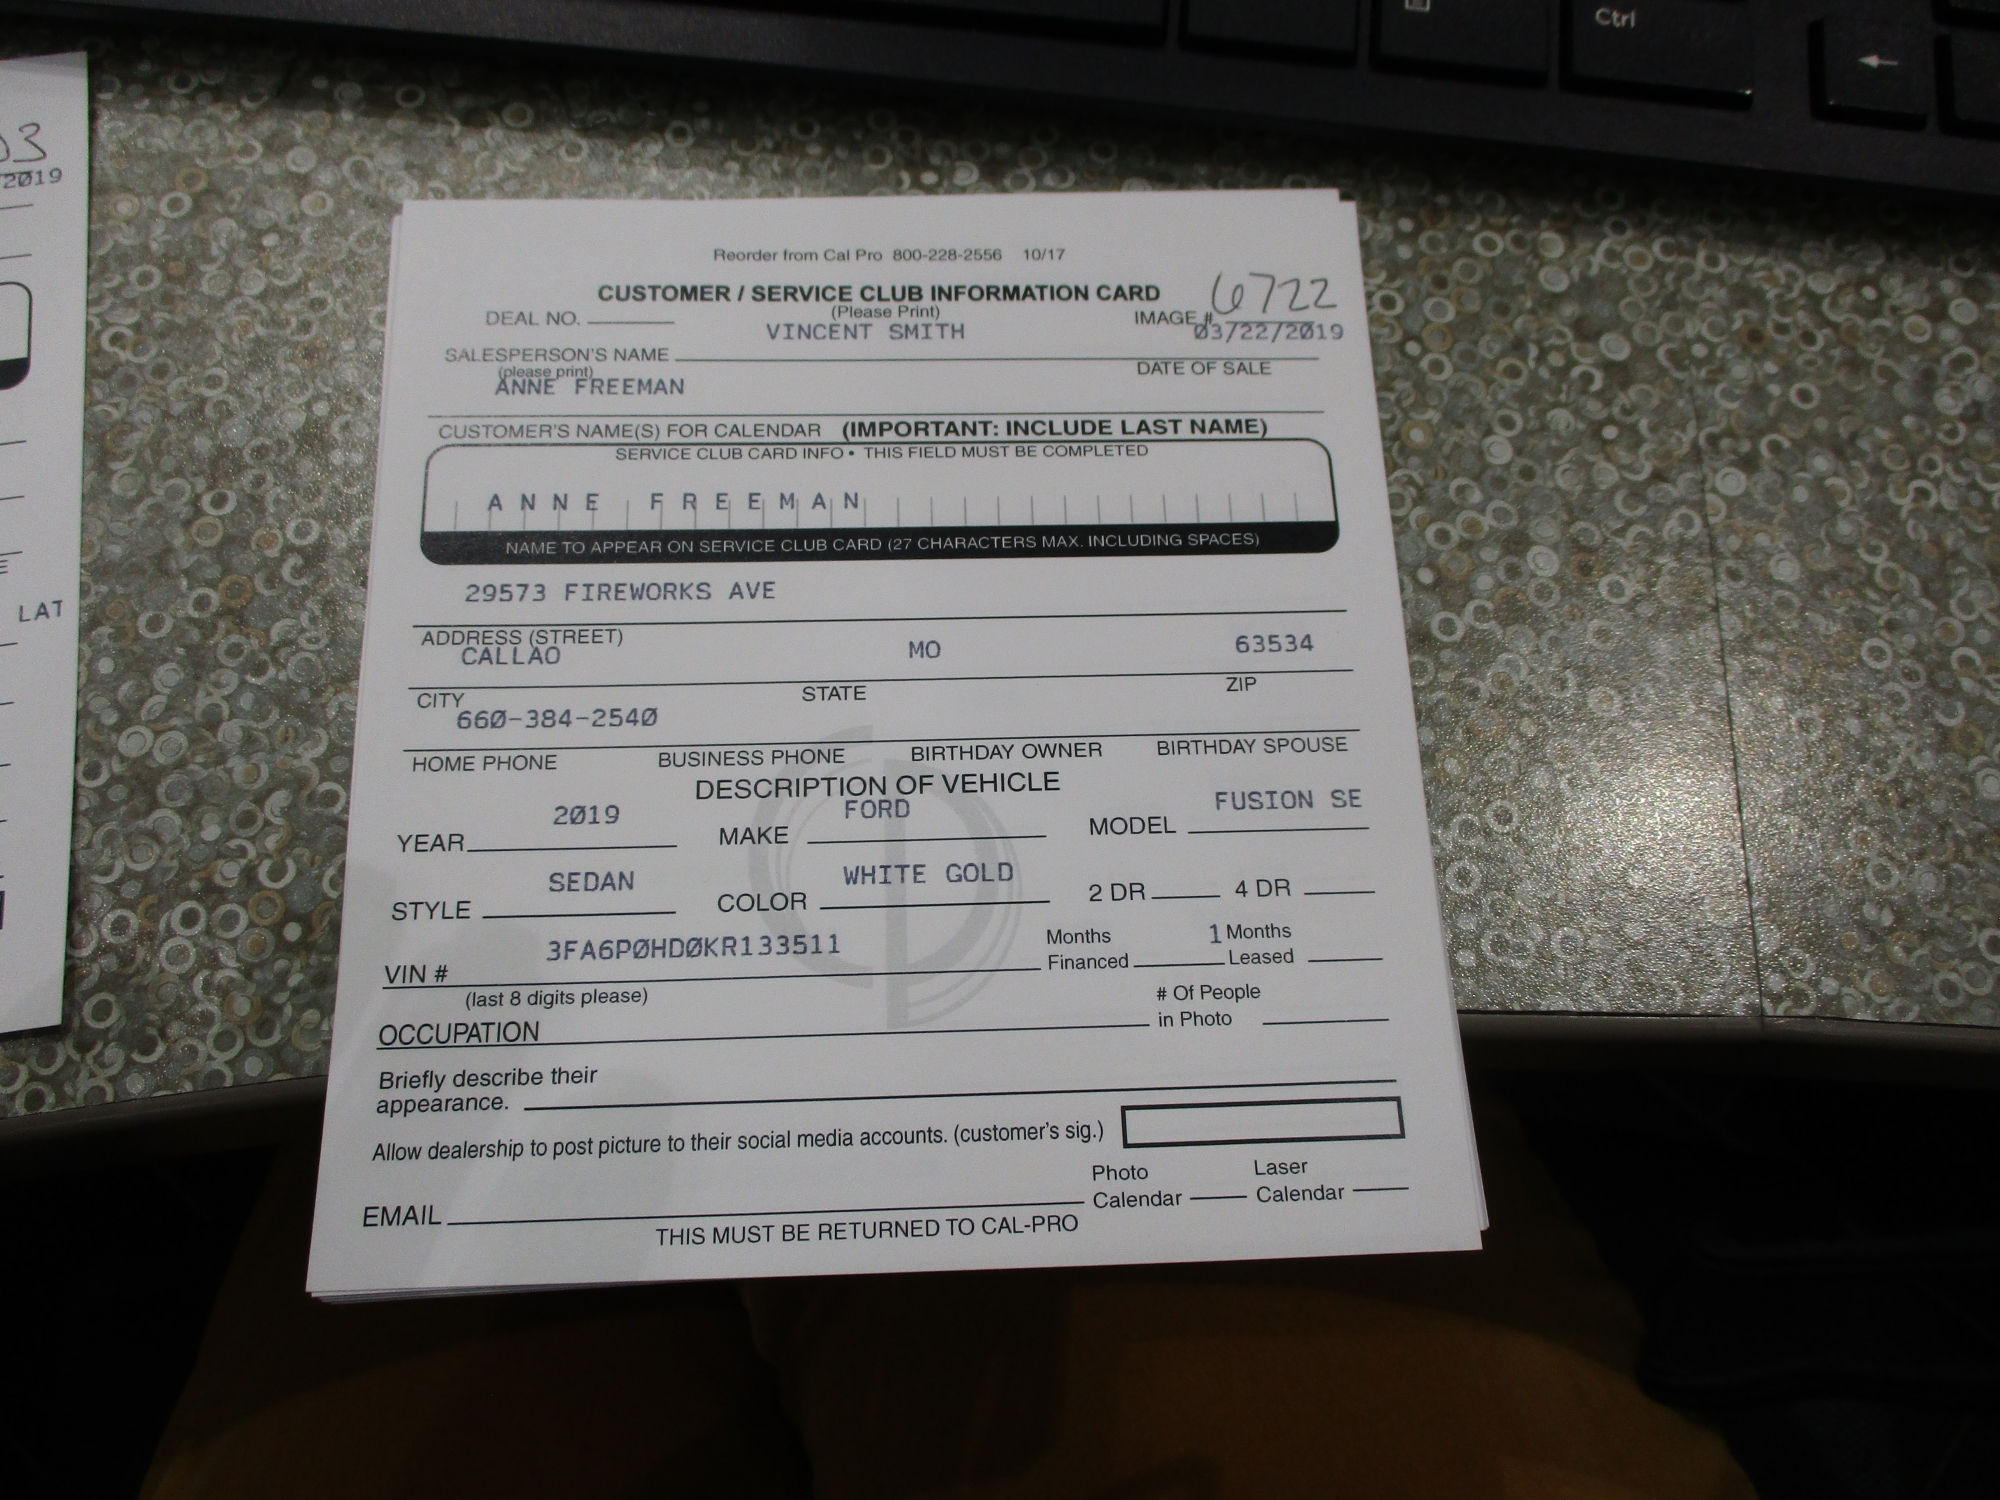 Ctrl
03
2019
LAT
Reorder from Cal Pro 800-228-2556 10/17
CUSTOMER / SERVICE CLUB INFORMATION CARD
(Please Print)
6722
DEAL NO.
IMAGE #
VINCENT SMITH
03/22/2019
SALESPERSON'S NAME
(please print)
DATE OF SALE
ANNE FREEMAN
CUSTOMER'S NAME(S) FOR CALENDAR (IMPORTANT: INCLUDE LAST NAME)
SERVICE CLUB CARD INFO • THIS FIELD MUST BE COMPLETED
ANNE FREEMAN
NAME TO APPEAR ON SERVICE CLUB CARD (27 CHARACTERS MAX. INCLUDING SPACES)
29573 FIREWORKS AVE
ADDRESS (STREET)
CALLAO MO 63534
CITY STATE ZIP
660-384-2540
HOME PHONE BUSINESS PHONE BIRTHDAY OWNER BIRTHDAY SPOUSE
DESCRIPTION OF VEHICLE
YEAR 2019 MAKE FORD MODEL FUSION SE
STYLE SEDAN COLOR WHITE GOLD 2 DR 4 DR
VIN # 3FA6P0HD0KR133511 Months Financed 1 Months Leased
(last 8 digits please)
OCCUPATION # Of People in Photo
Briefly describe their
appearance.
Allow dealership to post picture to their social media accounts. (customer's sig.)
EMAIL Photo Calendar Laser Calendar
THIS MUST BE RETURNED TO CAL-PRO